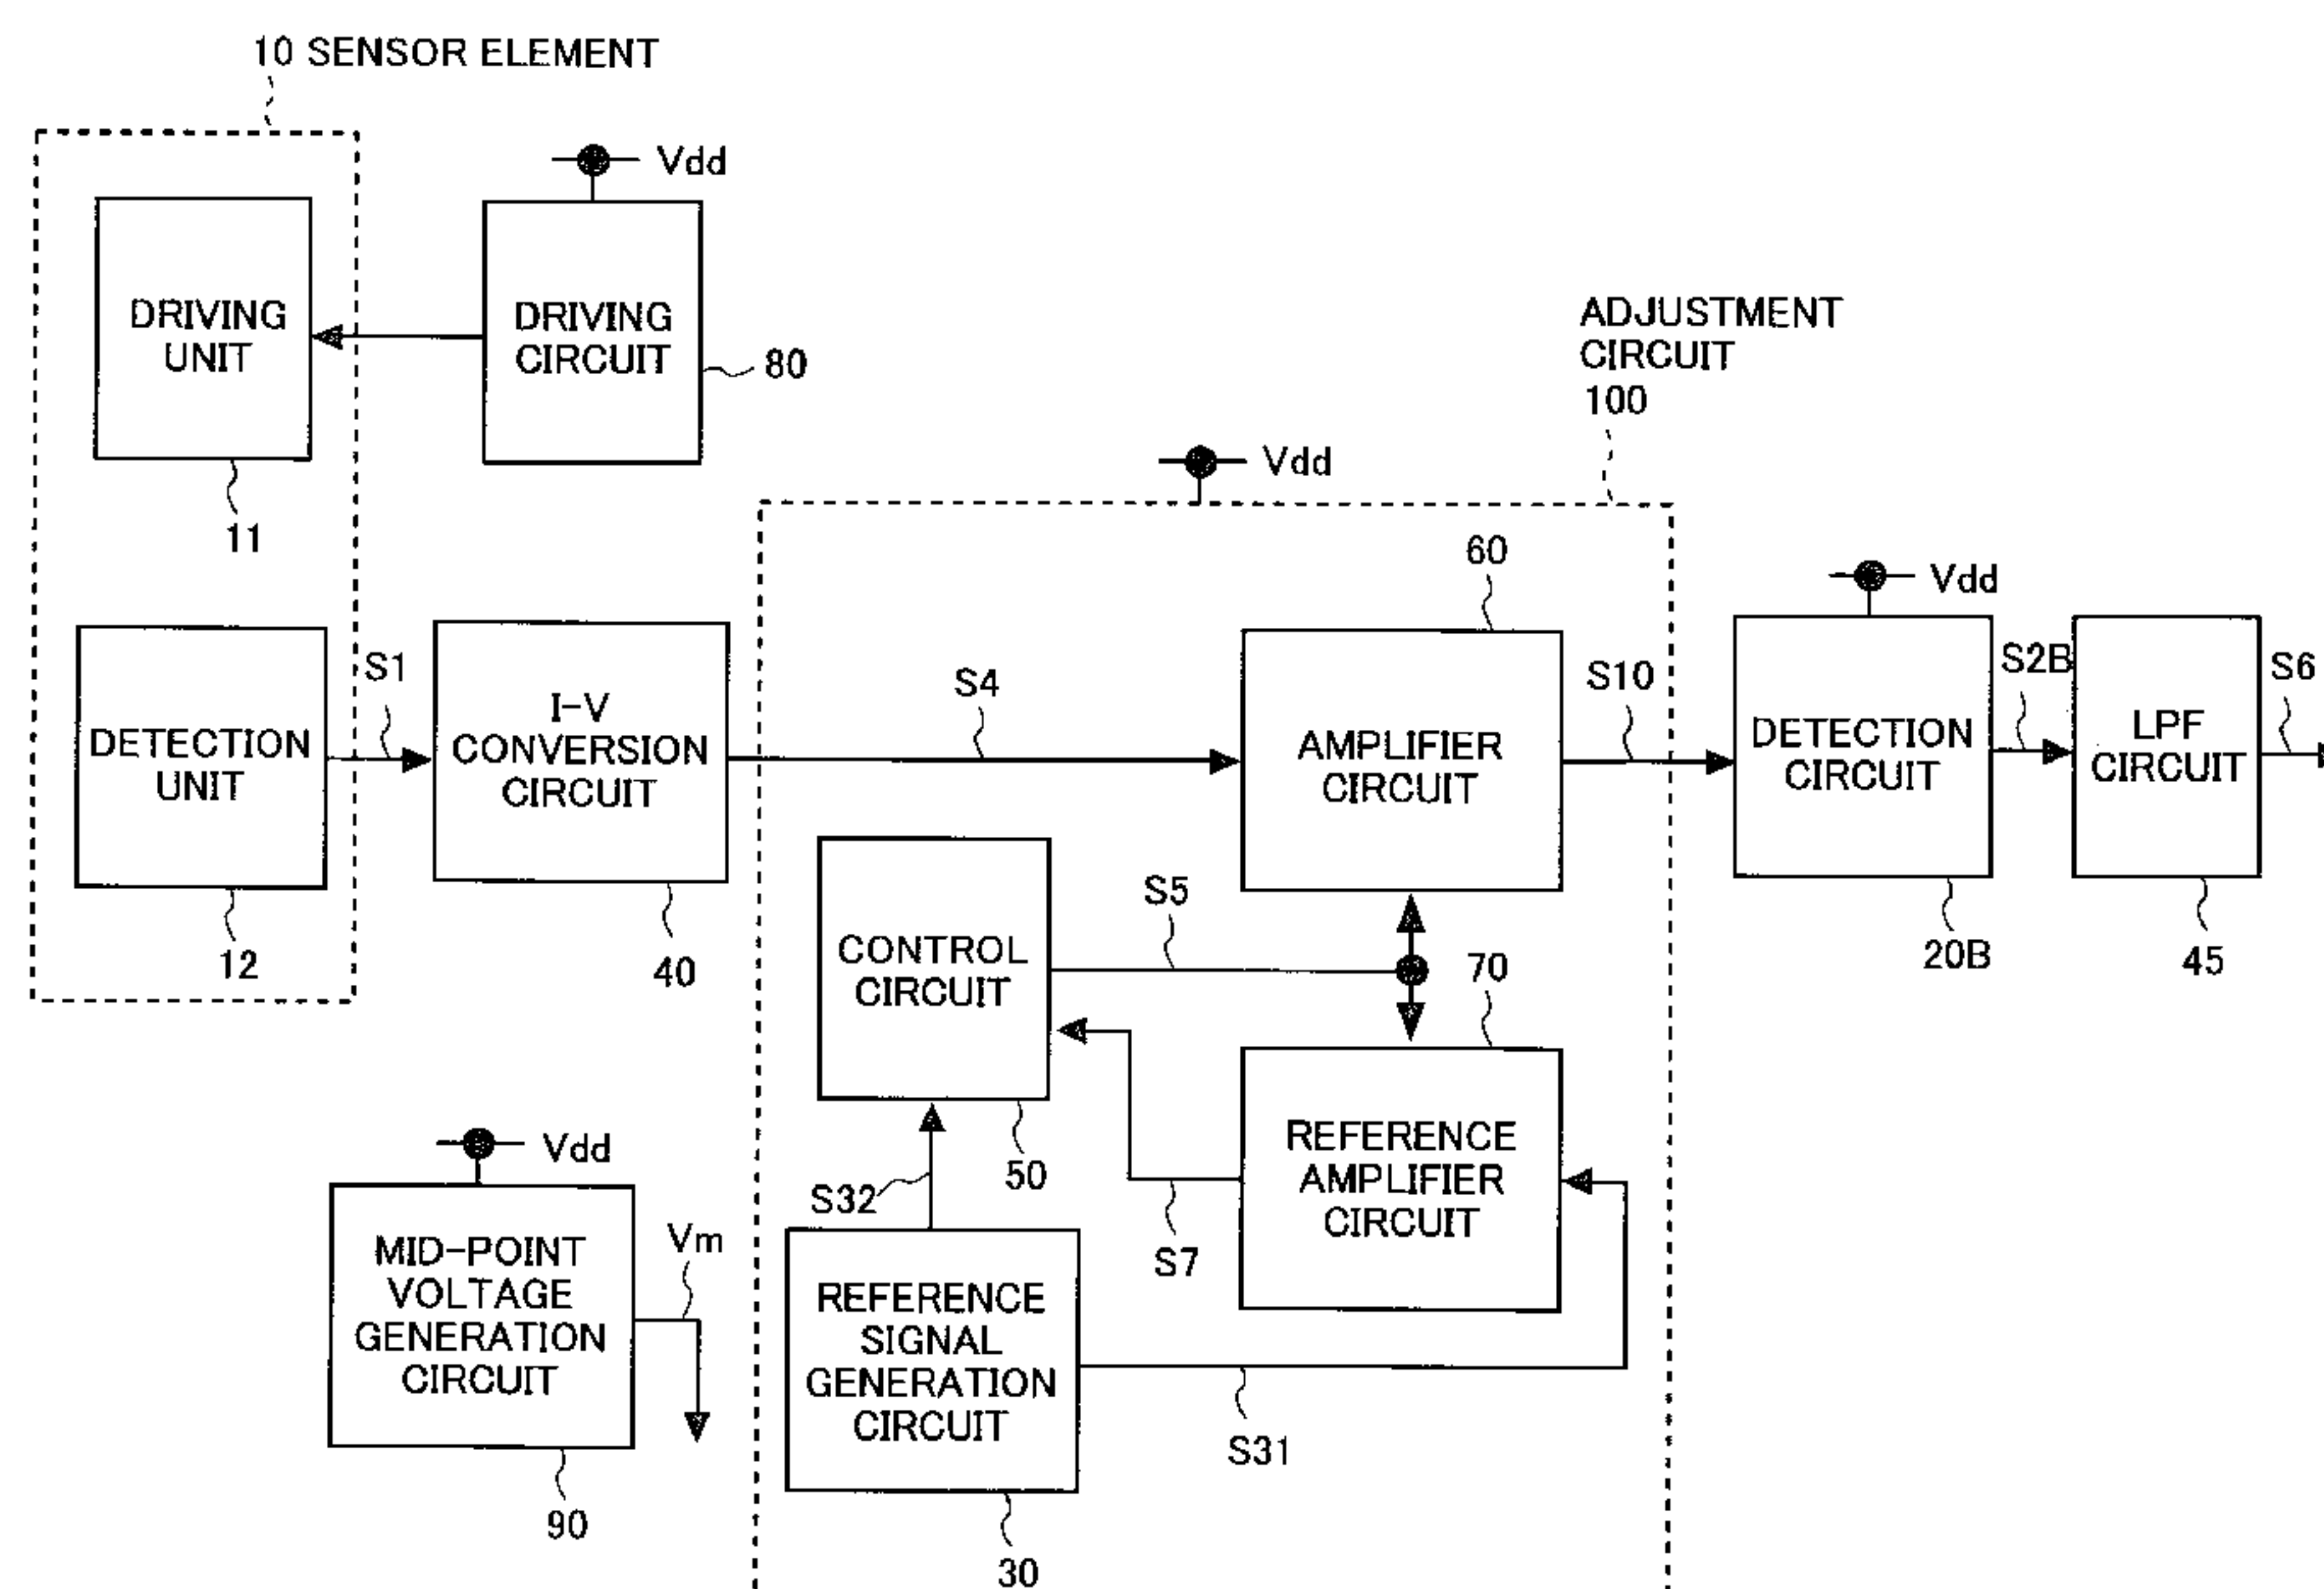 10 SENSOR ELEMENT
Vdd
DRIVING
UNIT
DRIVING
CIRCUIT
80
11
ADJUSTMENT
CIRCUIT
100
Vdd
60
Vdd
S1
DETECTION
UNIT
I-V
CONVERSION
CIRCUIT
S4
AMPLIFIER
CIRCUIT
S10
DETECTION
CIRCUIT
S2B
LPF
CIRCUIT
S6
12
40
CONTROL
CIRCUIT
S5
70
20B
45
50
S32
S7
REFERENCE
AMPLIFIER
CIRCUIT
Vdd
MID-POINT
VOLTAGE
GENERATION
CIRCUIT
Vm
REFERENCE
SIGNAL
GENERATION
CIRCUIT
S31
90
30